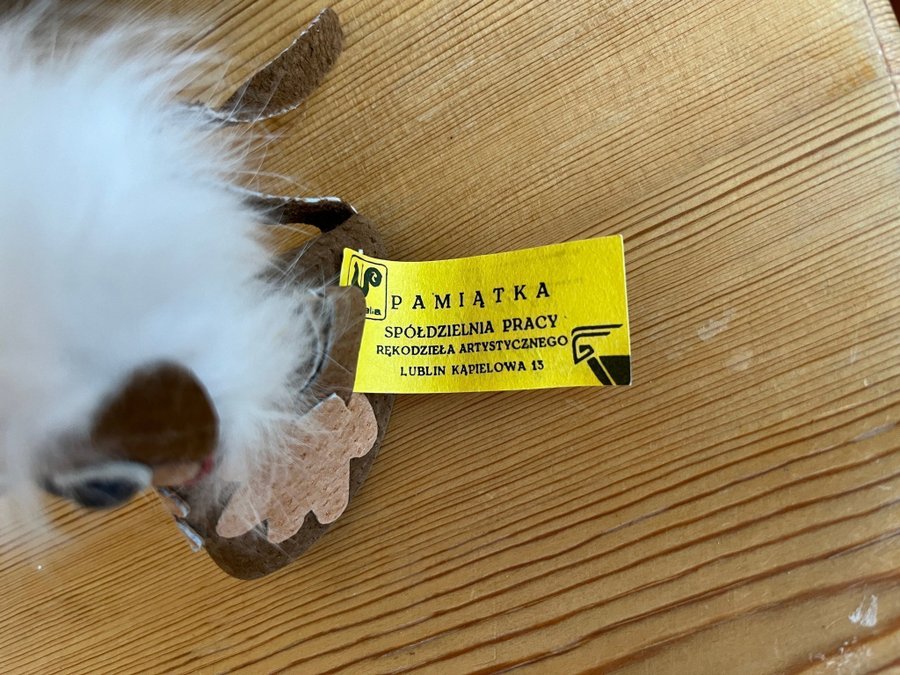 PAMIĄTKA
SPÓŁDZIELNIA PRACY
RĘKODZIEŁA ARTYSTYCZNEGO
LUBLIN KĄPIELOWA 13